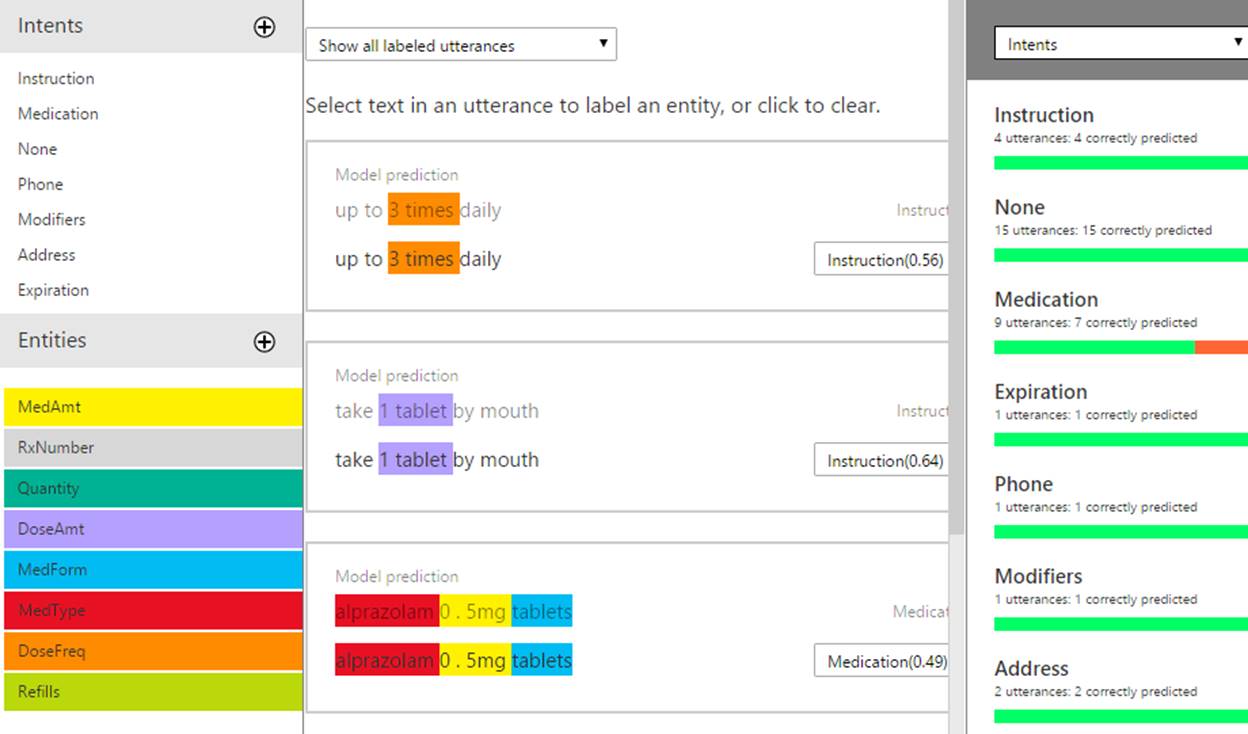 Intents
Instruction
Medication
None
Phone
Modifiers
Address
Expiration
Entities
MedAmt
RxNumber
Quantity
DoseAmt
MedForm
MedType
DoseFreq
Refills
Show all labeled utterances
Select text in an utterance to label an entity, or click to clear.
Model prediction
up to 3 times daily
Instruct
up to 3 times daily
Instruction(0.56)
Model prediction
take 1 tablet by mouth
Instruct
take 1 tablet by mouth
Instruction(0.64)
Model prediction
alprazolam 0 . 5mg tablets
Medicat
alprazolam 0 . 5mg tablets
Medication(0.49)
Intents
Instruction
4 utterances: 4 correctly predicted
None
15 utterances: 15 correctly predicted
Medication
9 utterances: 7 correctly predicted
Expiration
1 utterances: 1 correctly predicted
Phone
1 utterances: 1 correctly predicted
Modifiers
1 utterances: 1 correctly predicted
Address
2 utterances: 2 correctly predicted